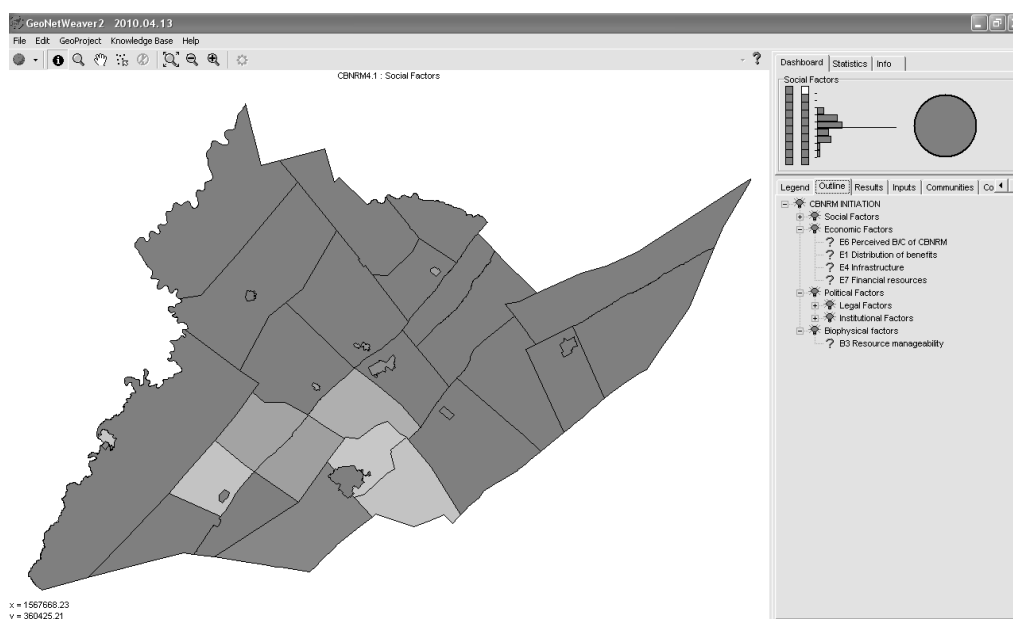 GeoNetWeaver2 2010.04.13
File Edit GeoProject Knowledge Base Help
CBNRM4.1 : Social Factors
Dashboard Statistics Info
Social Factors
Legend Outline Results Inputs Communities Co
CBNRM INITIATION
Social Factors
Economic Factors
? E6 Perceived B/C of CBNRM
? E1 Distribution of benefits
? E4 Infrastructure
? E7 Financial resources
Political Factors
Legal Factors
Institutional Factors
Biophysical factors
? B3 Resource manageability
x = 1567668.23
y = 360425.21